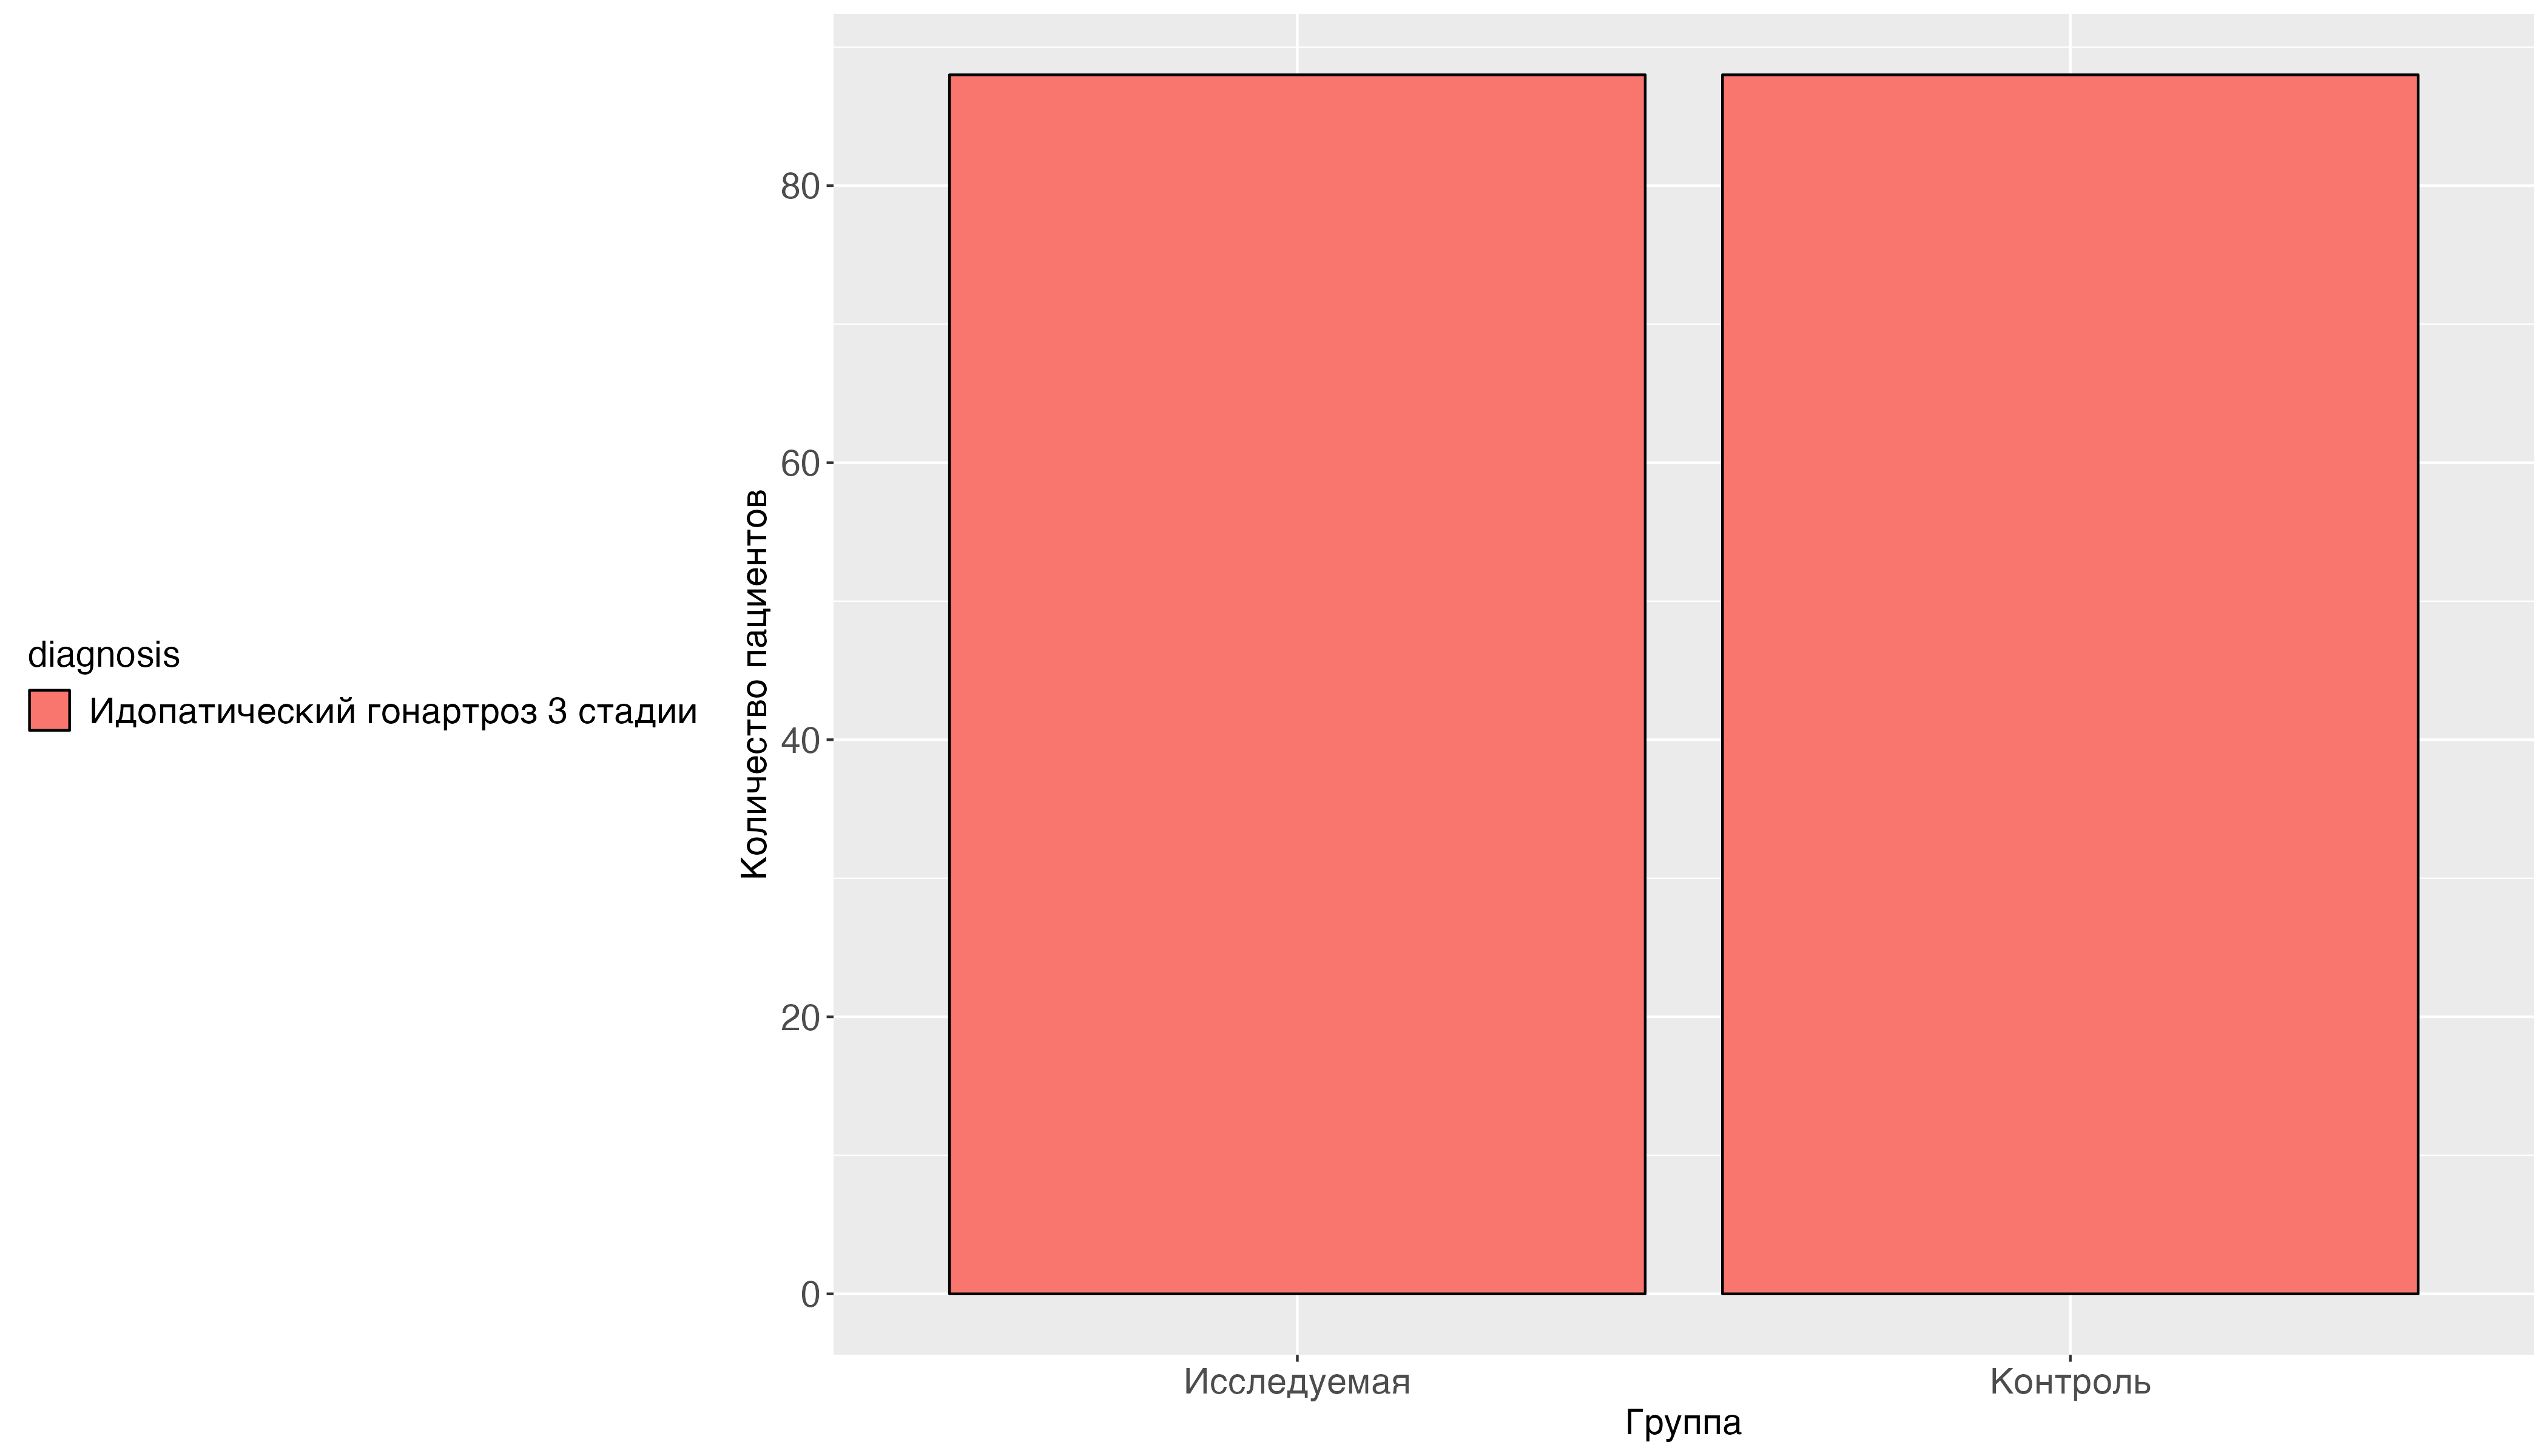 diagnosis
Идопатический гонартроз 3 стадии
Количество пациентов
80
60
40
20
0
Исследуемая
Контроль
Группа